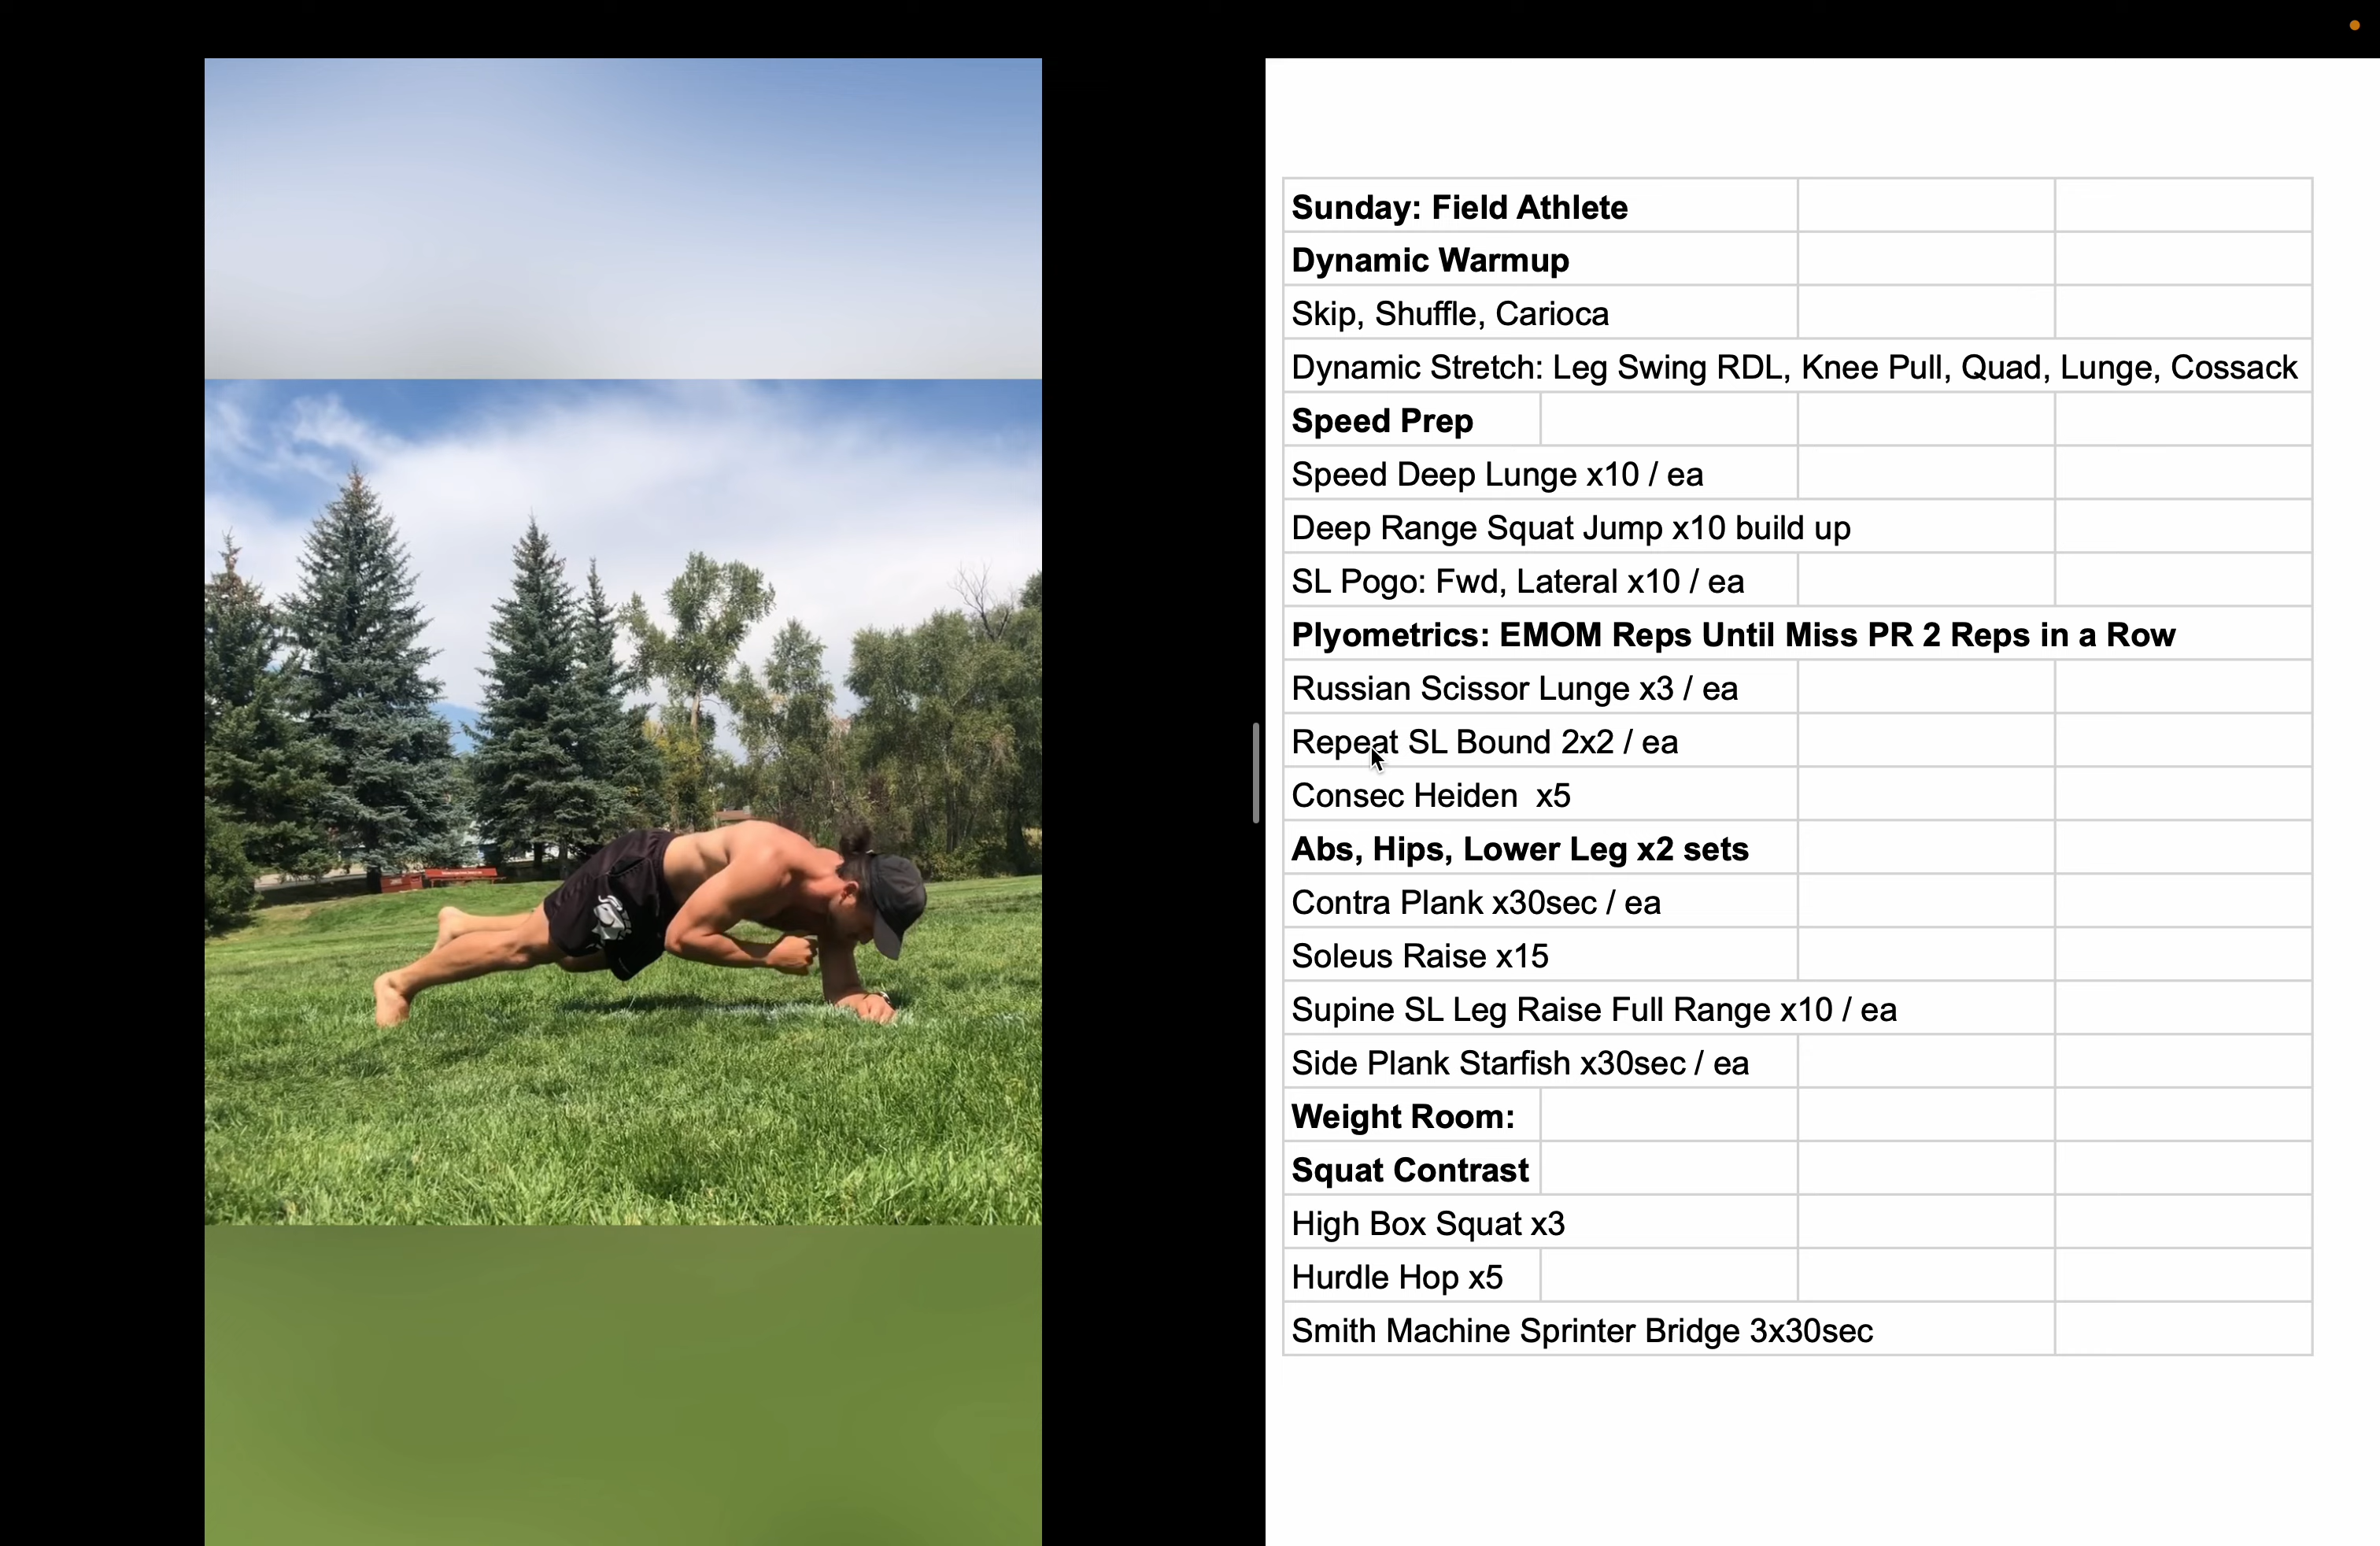 Sunday: Field Athlete
Dynamic Warmup
Skip, Shuffle, Carioca
Dynamic Stretch: Leg Swing RDL, Knee Pull, Quad, Lunge, Cossack
Speed Prep
Speed Deep Lunge x10 / ea
Deep Range Squat Jump x10 build up
SL Pogo: Fwd, Lateral x10 / ea
Plyometrics: EMOM Reps Until Miss PR 2 Reps in a Row
Russian Scissor Lunge x3 / ea
Repeat SL Bound 2x2 / ea
Consec Heiden  x5
Abs, Hips, Lower Leg x2 sets
Contra Plank x30sec / ea
Soleus Raise x15
Supine SL Leg Raise Full Range x10 / ea
Side Plank Starfish x30sec / ea
Weight Room:
Squat Contrast
High Box Squat x3
Hurdle Hop x5
Smith Machine Sprinter Bridge 3x30sec